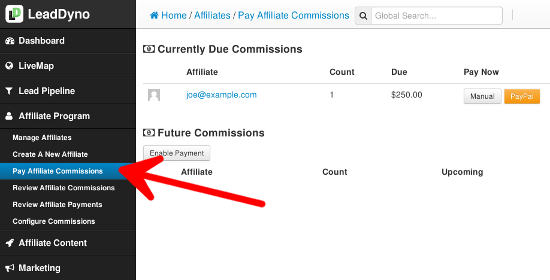 LeadDyno
Home / Affiliates / Pay Affiliate Commissions
Global Search...
Dashboard
LiveMap
Lead Pipeline
Affiliate Program
Manage Affiliates
Create A New Affiliate
Pay Affiliate Commissions
Review Affiliate Commissions
Review Affiliate Payments
Configure Commissions
Affiliate Content
Marketing
Currently Due Commissions
Affiliate Count Due Pay Now
joe@example.com 1 $250.00 Manual PayPal
Future Commissions
Enable Payment
Affiliate Count Upcoming